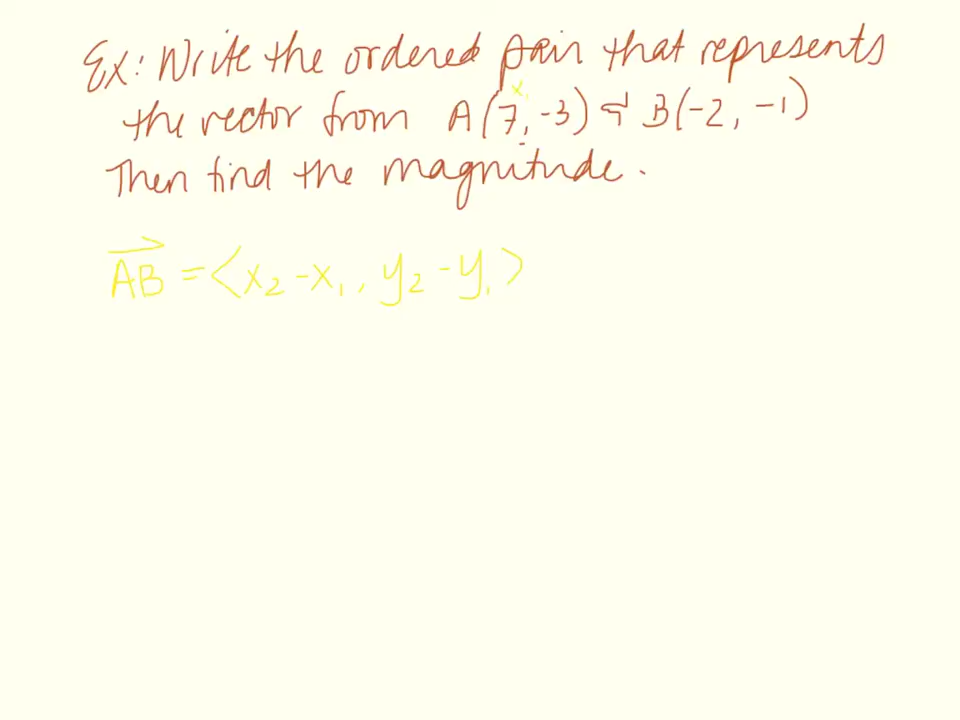 Ex: Write the ordered pair that represents
x₁
the vector from A(7, -3) & B(-2, -1)
Then find the magnitude.
AB = <x₂ - x₁, y₂ - y₁>